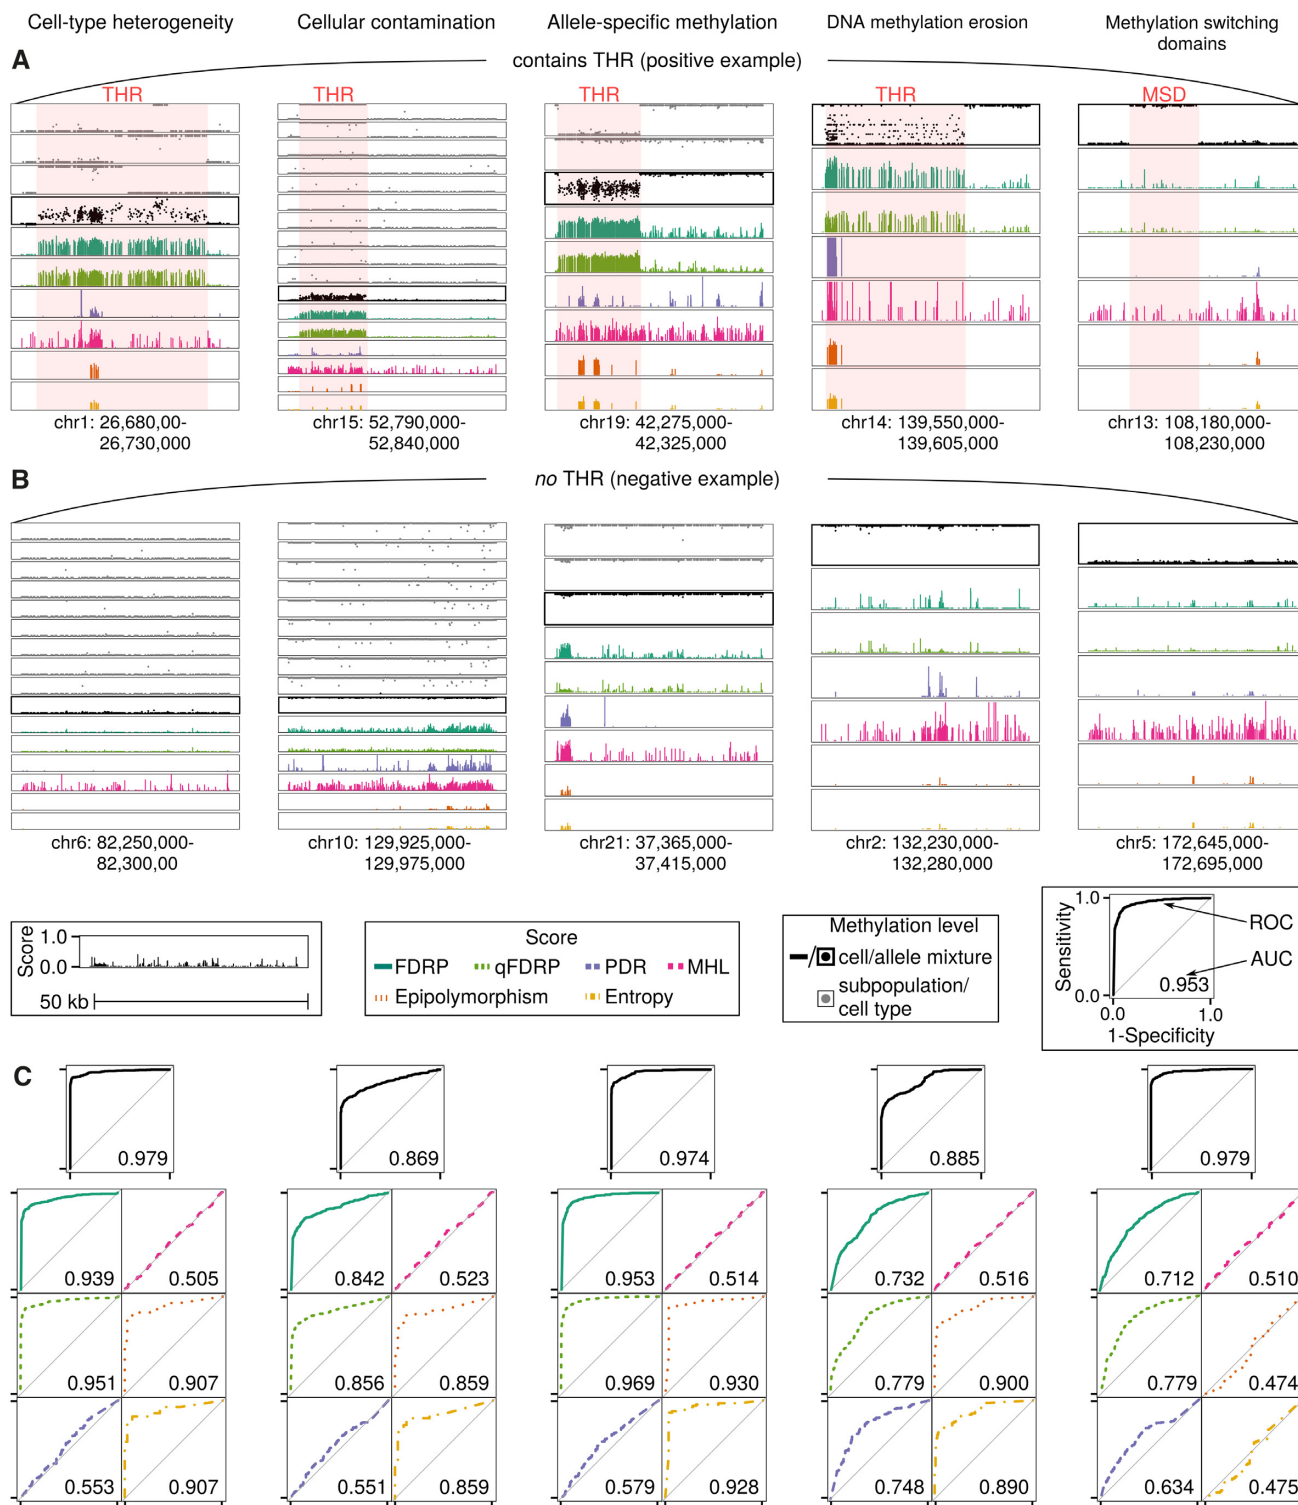 Cell-type heterogeneity
Cellular contamination
Allele-specific methylation
DNA methylation erosion
Methylation switching
domains
A
contains THR (positive example)
THR
THR
THR
THR
MSD
chr1: 26,680,00-
26,730,000
chr15: 52,790,000-
52,840,000
chr19: 42,275,000-
42,325,000
chr14: 139,550,000-
139,605,000
chr13: 108,180,000-
108,230,000
B
no THR (negative example)
chr6: 82,250,000-
82,300,00
chr10: 129,925,000-
129,975,000
chr21: 37,365,000-
37,415,000
chr2: 132,230,000-
132,280,000
chr5: 172,645,000-
172,695,000
Score
1.0
0.0
50 kb
Score
FDRP
qFDRP
PDR
MHL
Epipolymorphism
Entropy
Methylation level
/ cell/allele mixture
subpopulation/
cell type
Sensitivity
1.0
0.0
ROC
AUC
0.953
0.0
1.0
1-Specificity
C
0.979
0.869
0.974
0.885
0.979
0.939
0.505
0.842
0.523
0.953
0.514
0.732
0.516
0.712
0.510
0.951
0.907
0.856
0.859
0.969
0.930
0.779
0.900
0.779
0.474
0.553
0.907
0.551
0.859
0.579
0.928
0.748
0.890
0.634
0.475